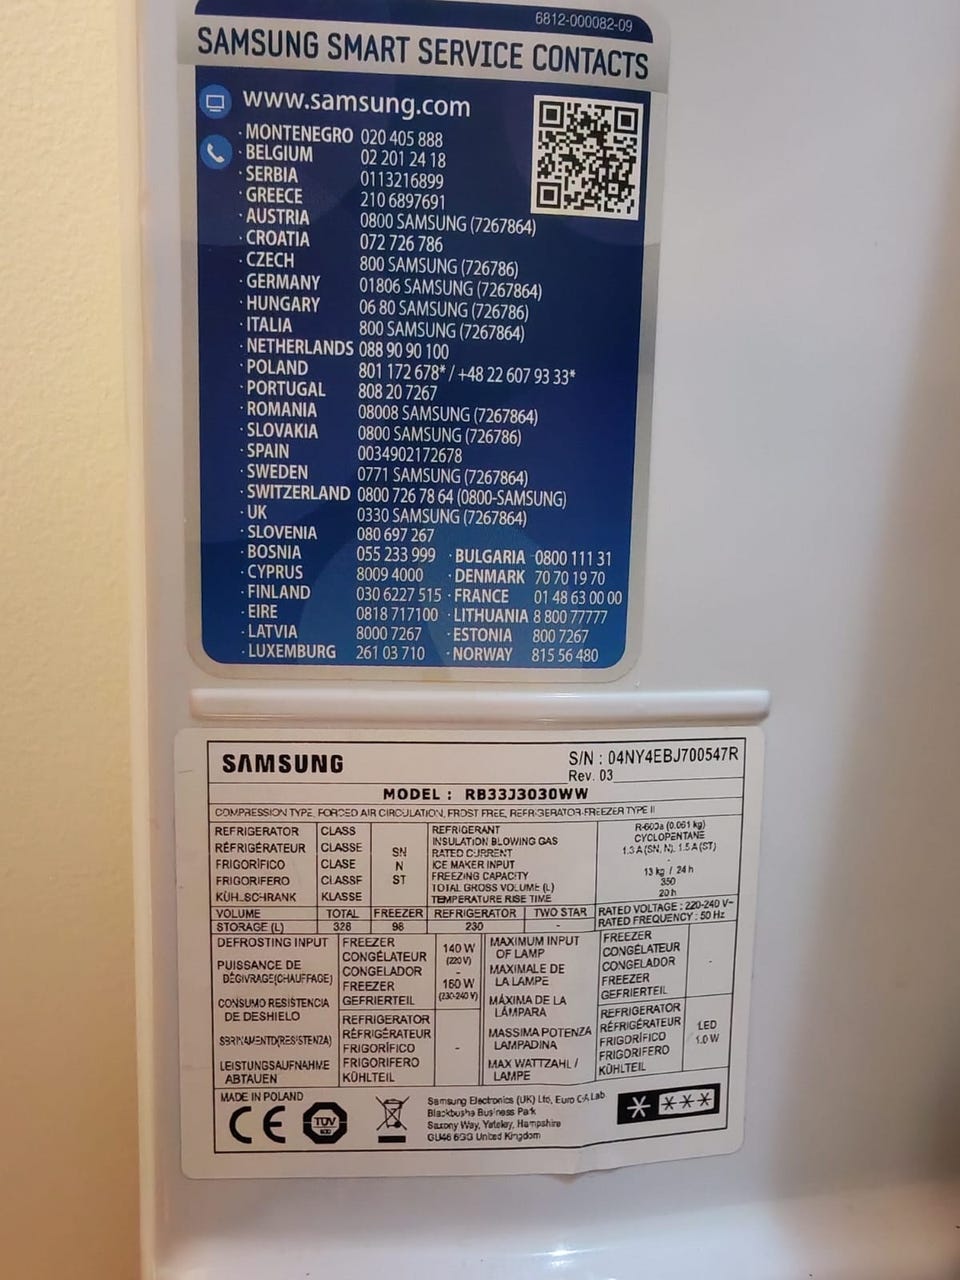 6812-000082-09
SAMSUNG SMART SERVICE CONTACTS
www.samsung.com
· MONTENEGRO 020 405 888
· BELGIUM 02 201 24 18
· SERBIA 0113216899
· GREECE 210 6897691
· AUSTRIA 0800 SAMSUNG (7267864)
· CROATIA 072 726 786
· CZECH 800 SAMSUNG (726786)
· GERMANY 01806 SAMSUNG (7267864)
· HUNGARY 06 80 SAMSUNG (726786)
· ITALIA 800 SAMSUNG (7267864)
· NETHERLANDS 088 90 90 100
· POLAND 801 172 678* / +48 22 607 93 33*
· PORTUGAL 808 20 7267
· ROMANIA 08008 SAMSUNG (7267864)
· SLOVAKIA 0800 SAMSUNG (726786)
· SPAIN 0034902172678
· SWEDEN 0771 SAMSUNG (7267864)
· SWITZERLAND 0800 726 78 64 (0800-SAMSUNG)
· UK 0330 SAMSUNG (7267864)
· SLOVENIA 080 697 267
· BOSNIA 055 233 999 · BULGARIA 0800 111 31
· CYPRUS 8009 4000 · DENMARK 70 70 19 70
· FINLAND 030 6227 515 · FRANCE 01 48 63 00 00
· EIRE 0818 717100 · LITHUANIA 8 800 77777
· LATVIA 8000 7267 · ESTONIA 800 7267
· LUXEMBURG 261 03 710 · NORWAY 815 56 480
SAMSUNG S/N : 04NY4EBJ700547R
Rev. 03
MODEL : RB33J3030WW
COMPRESSION TYPE, FORCED AIR CIRCULATION, FROST FREE, REFRIGERATOR-FREEZER TYPE II
REFRIGERATOR CLASS REFRIGERANT R-600a (0.061 kg)
INSULATION BLOWING GAS CYCLOPENTANE
RÉFRIGÉRATEUR CLASSE SN RATED CURRENT 1.3 A (SN, N), 1.5 A (ST)
FRIGORÍFICO CLASE N ICE MAKER INPUT
FREEZING CAPACITY 13 kg / 24 h
FRIGORIFERO CLASSE ST TOTAL GROSS VOLUME (L) 350
KÜHLSCHRANK KLASSE TEMPERATURE RISE TIME 20 h
VOLUME TOTAL FREEZER REFRIGERATOR TWO STAR RATED VOLTAGE : 220-240 V~
STORAGE (L) 328 98 230 - RATED FREQUENCY : 50 Hz
DEFROSTING INPUT FREEZER 140 W MAXIMUM INPUT FREEZER
CONGÉLATEUR (220 V) OF LAMP CONGÉLATEUR
PUISSANCE DE CONGELADOR - MAXIMALE DE CONGELADOR -
DÉGIVRAGE(CHAUFFAGE) FREEZER 160 W LA LAMPE FREEZER
CONSUMO RESISTENCIA GEFRIERTEIL (230-240 V) MÁXIMA DE LA GEFRIERTEIL
DE DESHIELO REFRIGERATOR LÁMPARA REFRIGERATOR
RÉFRIGÉRATEUR MASSIMA POTENZA RÉFRIGÉRATEUR LED
SBRINAMENTO(RESISTENZA) FRIGORÍFICO - LAMPADINA FRIGORÍFICO 1.0 W
LEISTUNGSAUFNAHME FRIGORIFERO MAX WATTZAHL / FRIGORIFERO
ABTAUEN KÜHLTEIL LAMPE KÜHLTEIL
MADE IN POLAND
CE TÜV
Samsung Electronics (UK) Ltd, Euro QA Lab
Blackbushe Business Park
Saxony Way, Yateley, Hampshire
GU46 6GG United Kingdom